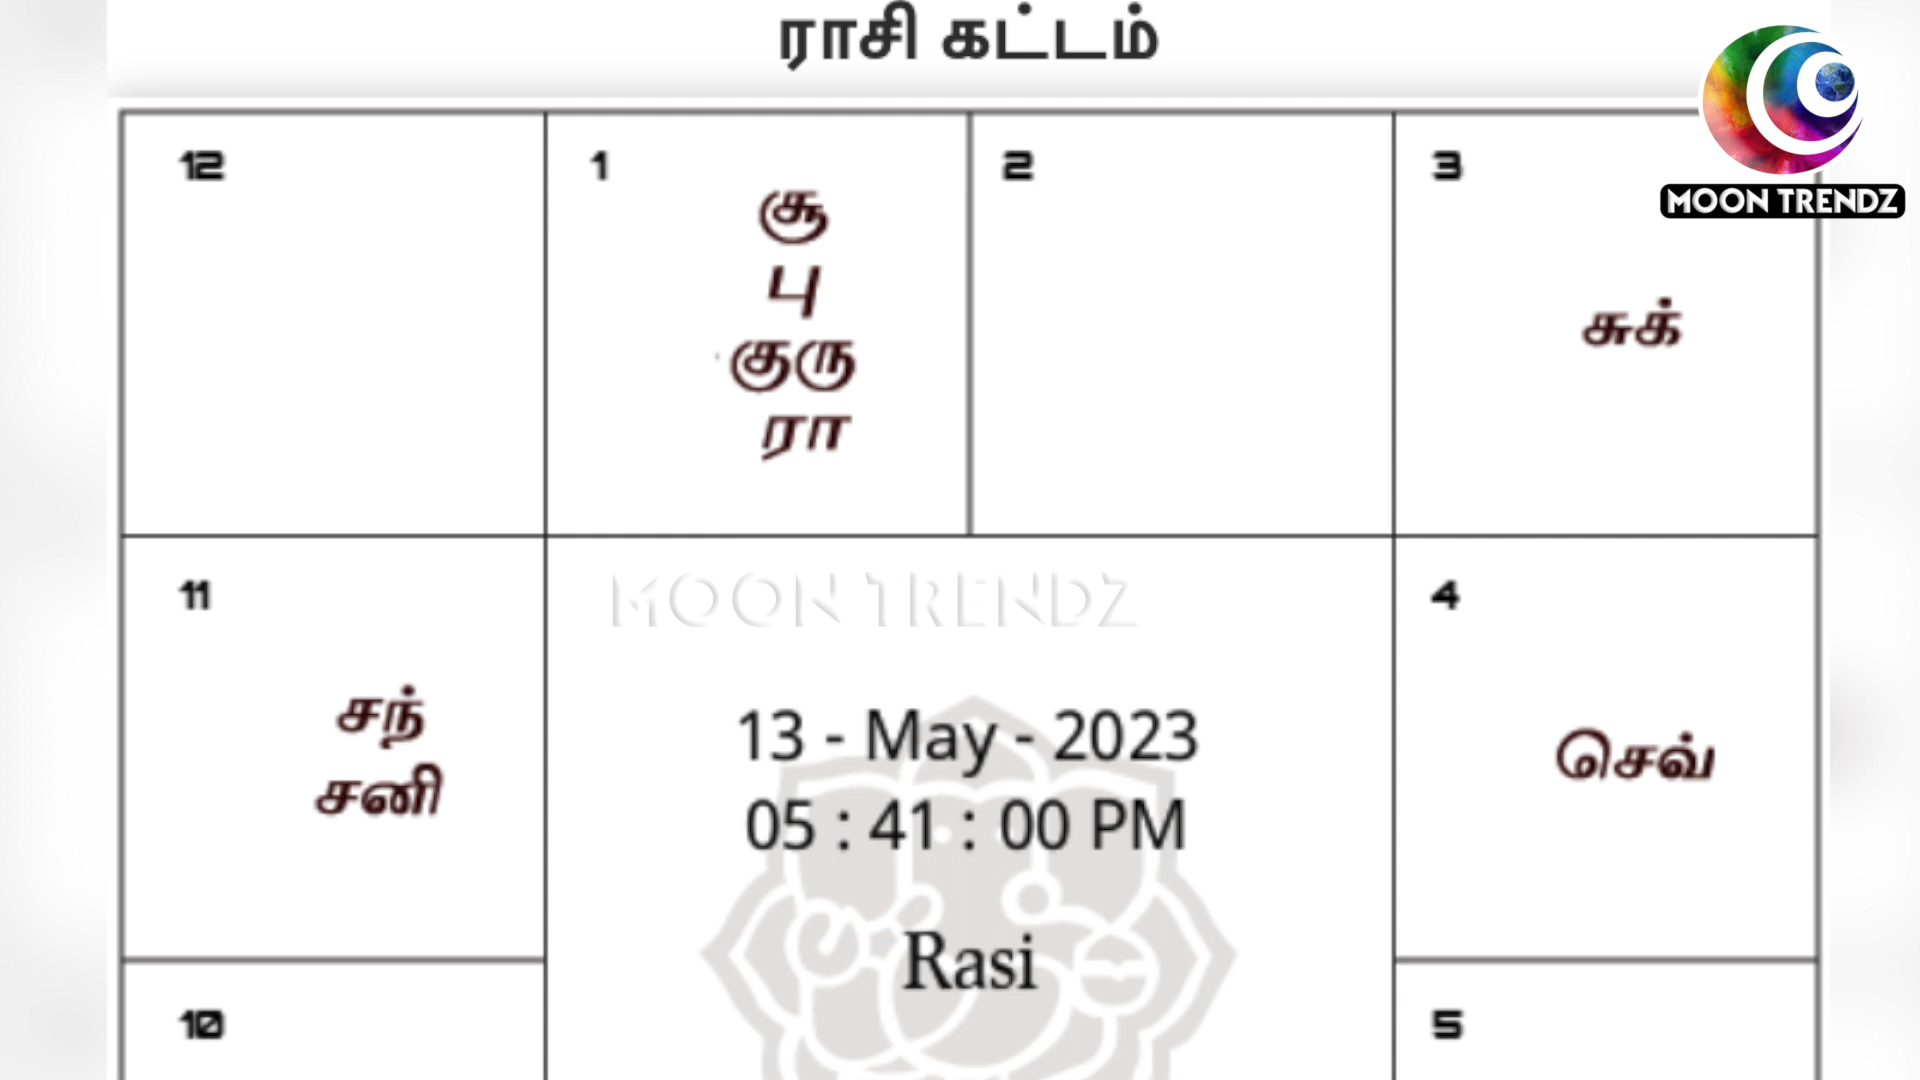 ராசி கட்டம்
MOON TRENDZ
12
1
சூ
பு
குரு
ரா
2
3
சுக்
11
சந்
சனி
MOON TRENDZ
13 - May - 2023
05 : 41 : 00 PM
Rasi
4
செவ்
10
5